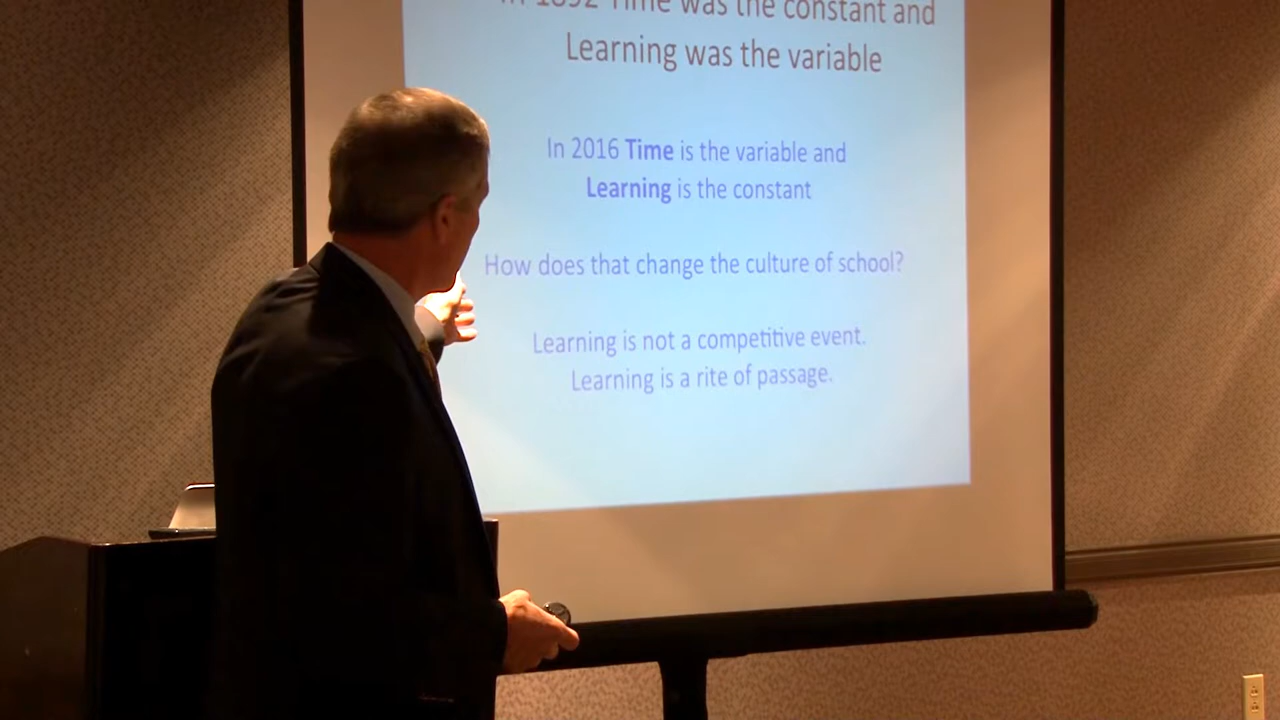 In 1892 Time was the constant and
Learning was the variable
In 2016 Time is the variable and
Learning is the constant
How does that change the culture of school?
Learning is not a competitive event.
Learning is a rite of passage.